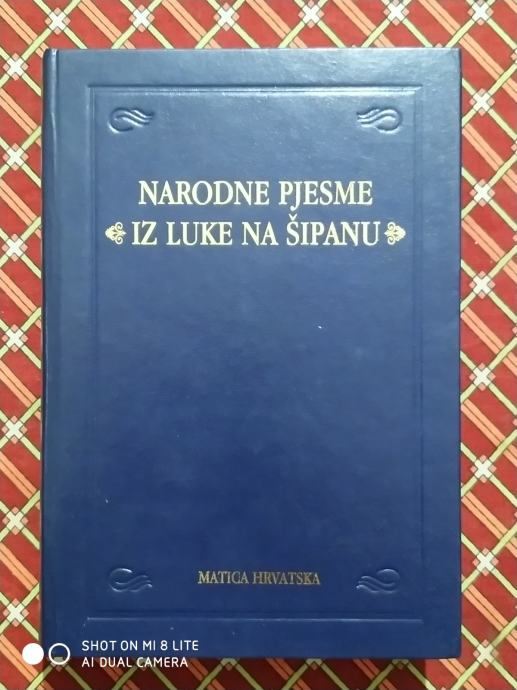 NARODNE PJESME
IZ LUKE NA ŠIPANU
MATICA HRVATSKA
SHOT ON MI 8 LITE
AI DUAL CAMERA